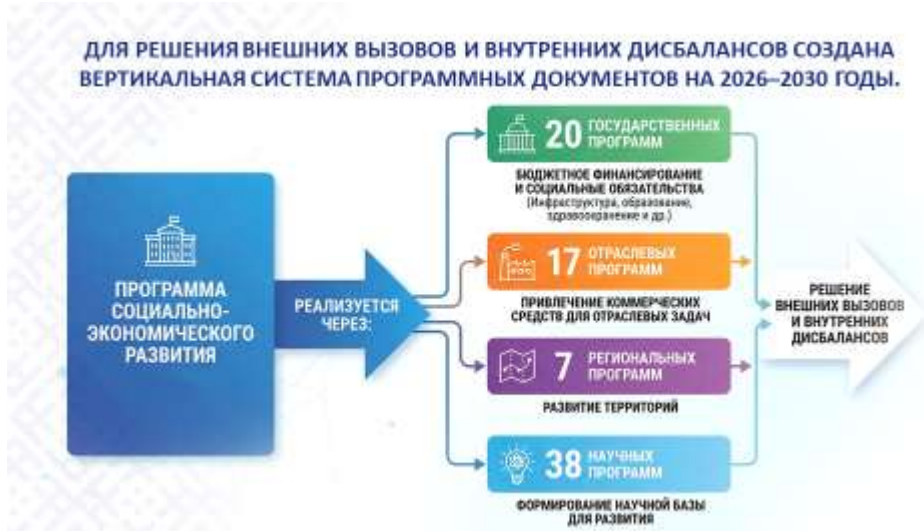 ДЛЯ РЕШЕНИЯ ВНЕШНИХ ВЫЗОВОВ И ВНУТРЕННИХ ДИСБАЛАНСОВ СОЗДАНА
ВЕРТИКАЛЬНАЯ СИСТЕМА ПРОГРАММНЫХ ДОКУМЕНТОВ НА 2026–2030 ГОДЫ.
ПРОГРАММА
СОЦИАЛЬНО-
ЭКОНОМИЧЕСКОГО
РАЗВИТИЯ
РЕАЛИЗУЕТСЯ
ЧЕРЕЗ:
20 ГОСУДАРСТВЕННЫХ
ПРОГРАММ
БЮДЖЕТНОЕ ФИНАНСИРОВАНИЕ
И СОЦИАЛЬНЫЕ ОБЯЗАТЕЛЬСТВА
(Инфраструктура, образование,
здравоохранение и др.)
17 ОТРАСЛЕВЫХ
ПРОГРАММ
ПРИВЛЕЧЕНИЕ КОММЕРЧЕСКИХ
СРЕДСТВ ДЛЯ ОТРАСЛЕВЫХ ЗАДАЧ
7 РЕГИОНАЛЬНЫХ
ПРОГРАММ
РАЗВИТИЕ ТЕРРИТОРИЙ
38 НАУЧНЫХ
ПРОГРАММ
ФОРМИРОВАНИЕ НАУЧНОЙ БАЗЫ
ДЛЯ РАЗВИТИЯ
РЕШЕНИЕ
ВНЕШНИХ ВЫЗОВОВ
И ВНУТРЕННИХ
ДИСБАЛАНСОВ